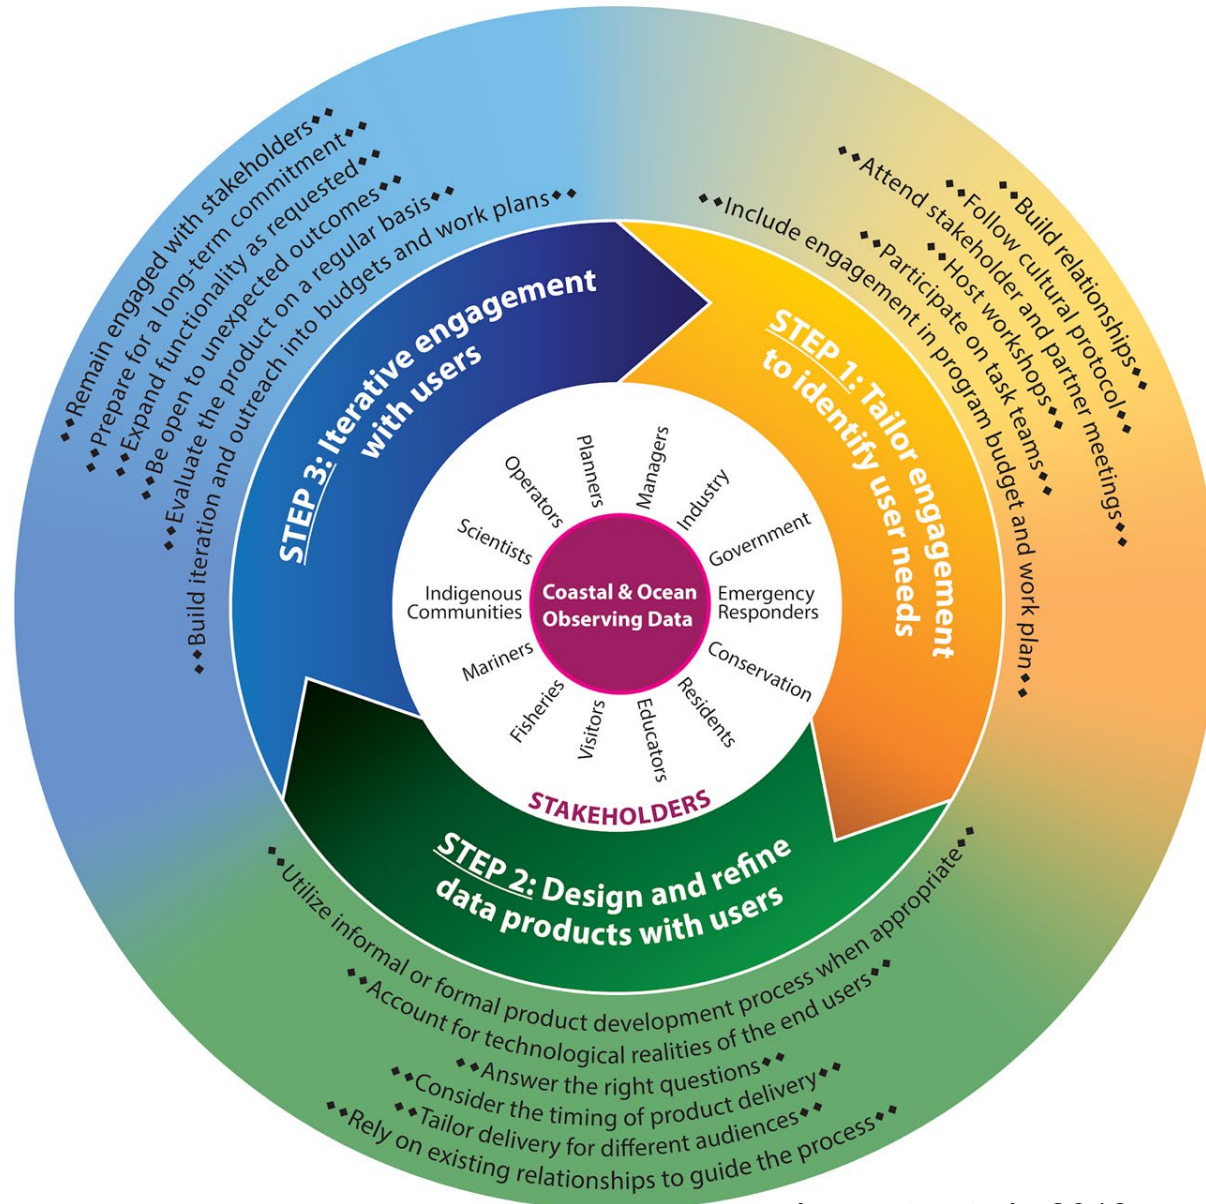 Remain engaged with stakeholders
Prepare for a long-term commitment
Expand functionality as requested
Be open to unexpected outcomes
Evaluate the product on a regular basis
Build iteration and outreach into budgets and work plans
STEP 3: Iterative engagement
with users
Build relationships
Follow cultural protocol
Attend stakeholder and partner meetings
Host workshops
Participate on task teams
Include engagement in program budget and work plan
STEP 1: Tailor engagement
to identify user needs
Planners
Managers
Industry
Government
Emergency
Responders
Conservation
Residents
Educators
Visitors
Fisheries
Mariners
Indigenous
Communities
Scientists
Operators
Coastal & Ocean
Observing Data
STAKEHOLDERS
STEP 2: Design and refine
data products with users
Utilize informal or formal product development process when appropriate
Account for technological realities of the end users
Answer the right questions
Consider the timing of product delivery
Tailor delivery for different audiences
Rely on existing relationships to guide the process